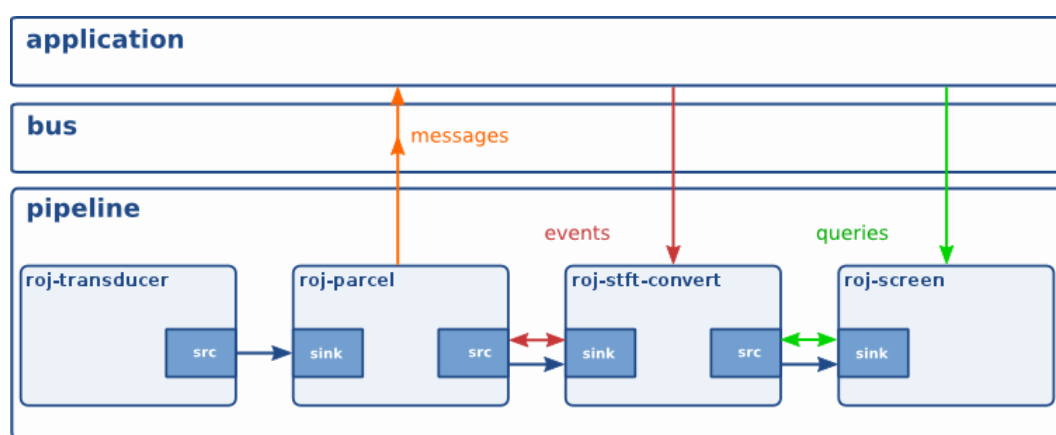 application
bus
messages
pipeline
events
queries
roj-transducer
roj-parcel
roj-stft-convert
roj-screen
src
sink
src
sink
src
sink